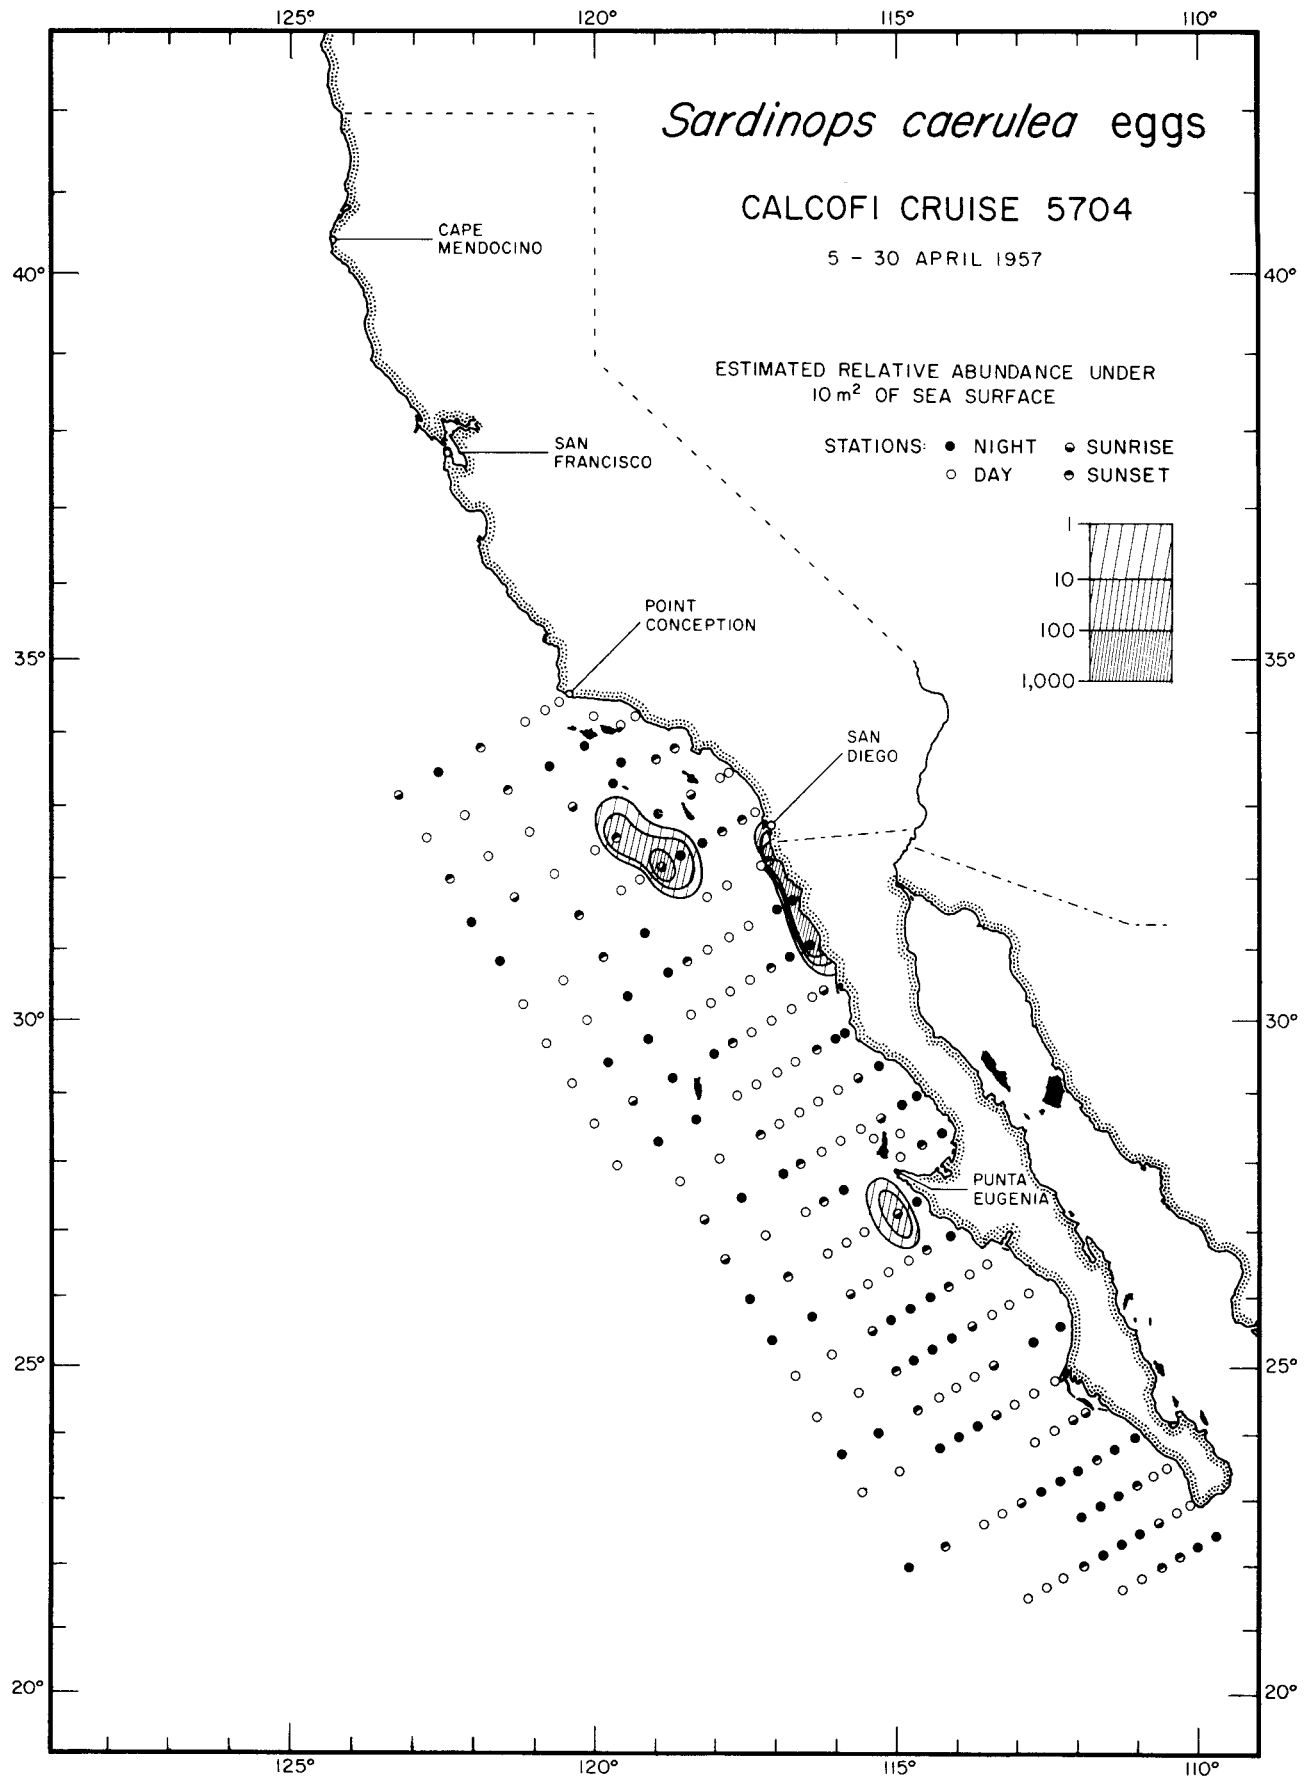 125° 120° 115° 110°
Sardinops caerulea eggs
CALCOFI CRUISE 5704
5 – 30 APRIL 1957
CAPE
MENDOCINO
40° 40°
ESTIMATED RELATIVE ABUNDANCE UNDER
10 m² OF SEA SURFACE
STATIONS: NIGHT SUNRISE
DAY SUNSET
SAN
FRANCISCO
1
10
100
1,000
POINT
CONCEPTION
35° 35°
SAN
DIEGO
30° 30°
PUNTA
EUGENIA
25° 25°
20° 20°
125° 120° 115° 110°